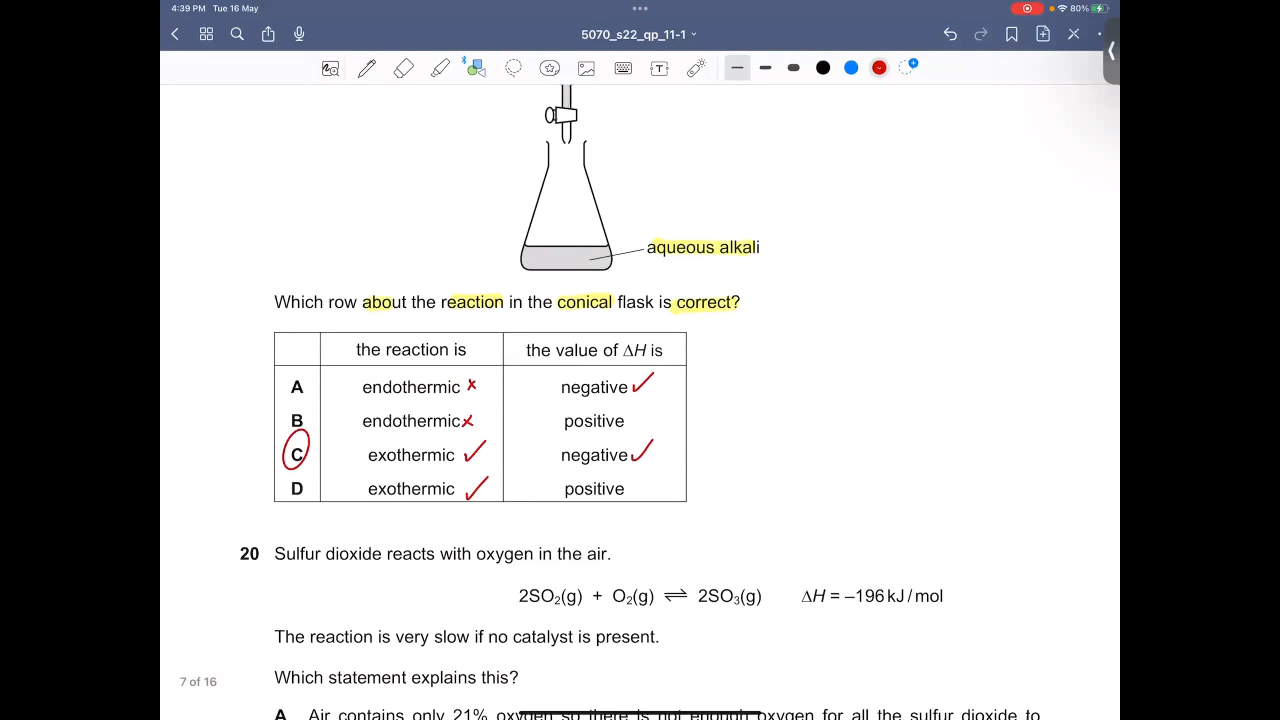 4:39 PM Tue 16 May
80%
5070_s22_qp_11-1
T
aqueous alkali
Which row about the reaction in the conical flask is correct?
the reaction is the value of ΔH is
A endothermic negative
B endothermic positive
C exothermic negative
D exothermic positive
20 Sulfur dioxide reacts with oxygen in the air.
2SO₂(g) + O₂(g) ⇌ 2SO₃(g) ΔH = –196 kJ / mol
The reaction is very slow if no catalyst is present.
7 of 16
Which statement explains this?
A Air contains only 21% oxygen so there is not enough oxygen for all the sulfur dioxide to